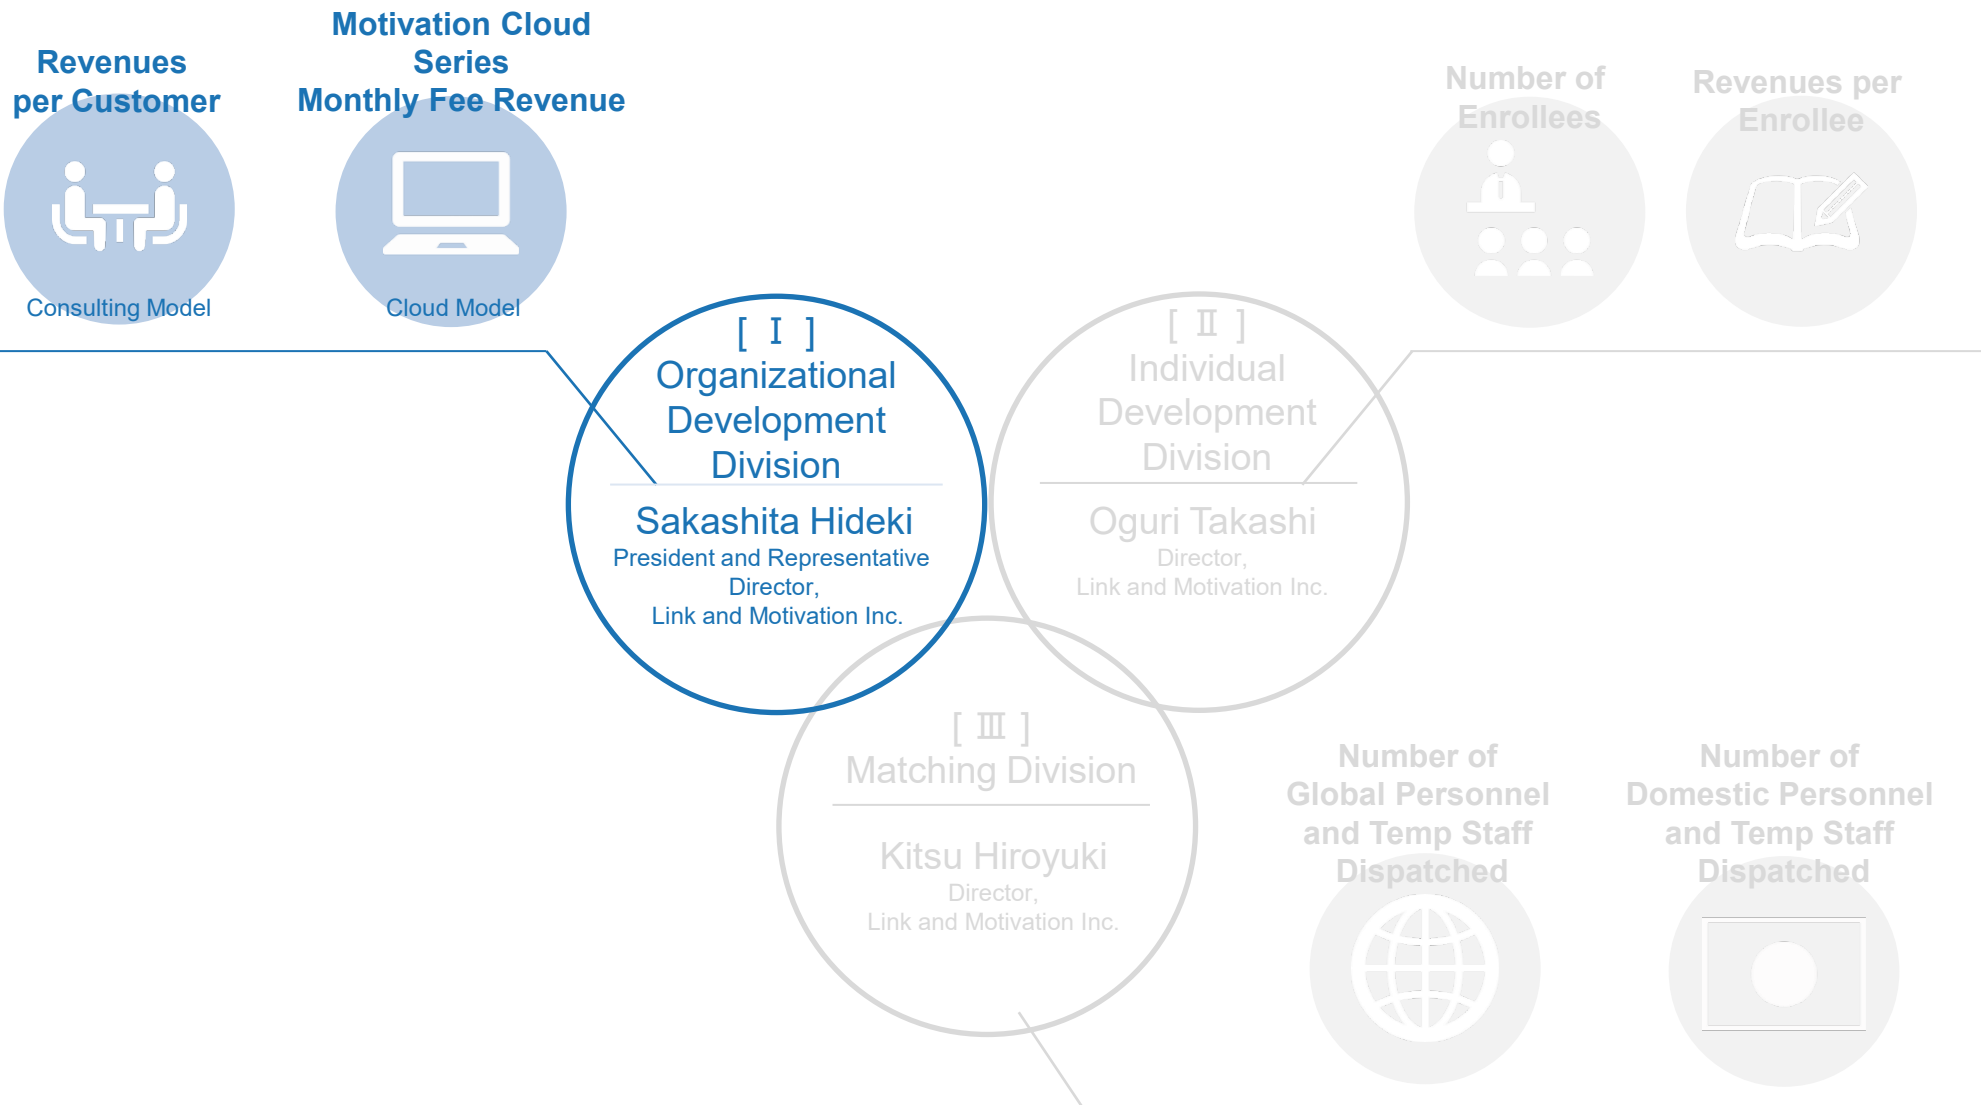 Revenues
per Customer
Consulting Model
Motivation Cloud
Series
Monthly Fee Revenue
Cloud Model
Number of
Enrollees
Revenues per
Enrollee
[ Ⅰ ]
Organizational
Development
Division
Sakashita Hideki
President and Representative
Director,
Link and Motivation Inc.
[ Ⅱ ]
Individual
Development
Division
Oguri Takashi
Director,
Link and Motivation Inc.
[ Ⅲ ]
Matching Division
Kitsu Hiroyuki
Director,
Link and Motivation Inc.
Number of
Global Personnel
and Temp Staff
Dispatched
Number of
Domestic Personnel
and Temp Staff
Dispatched